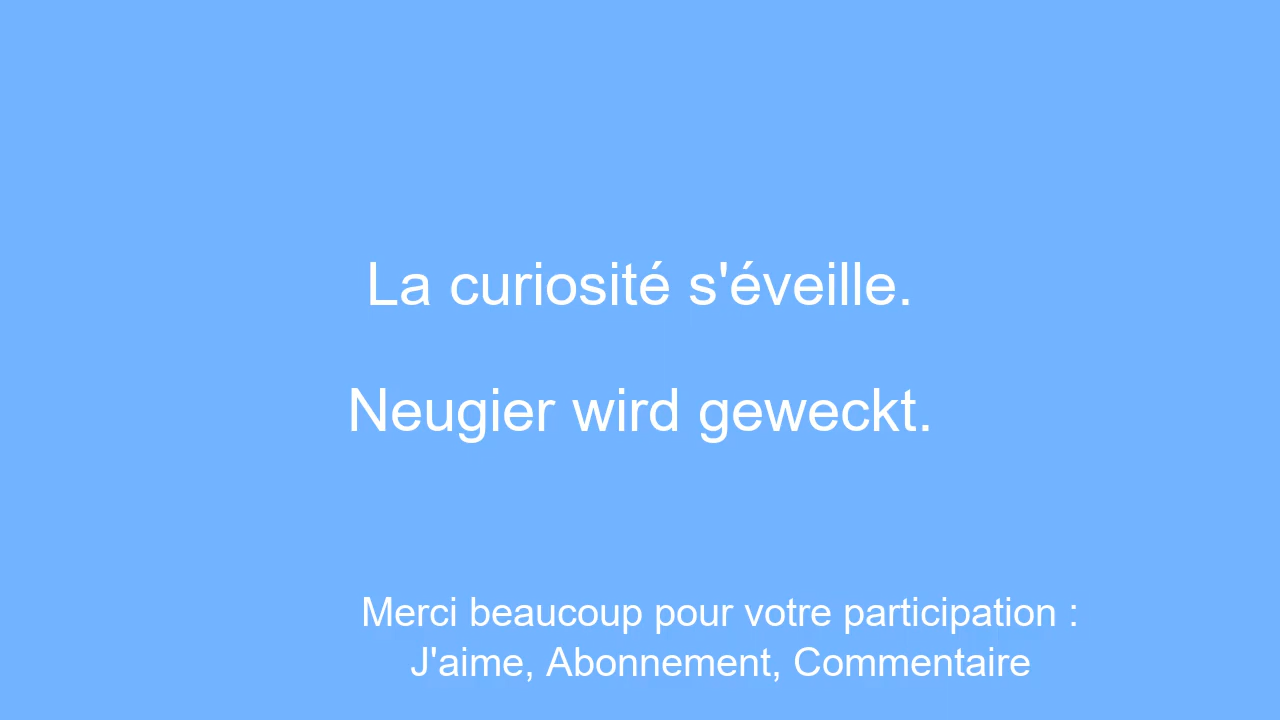 La curiosité s'éveille.
Neugier wird geweckt.
Merci beaucoup pour votre participation :
J'aime, Abonnement, Commentaire